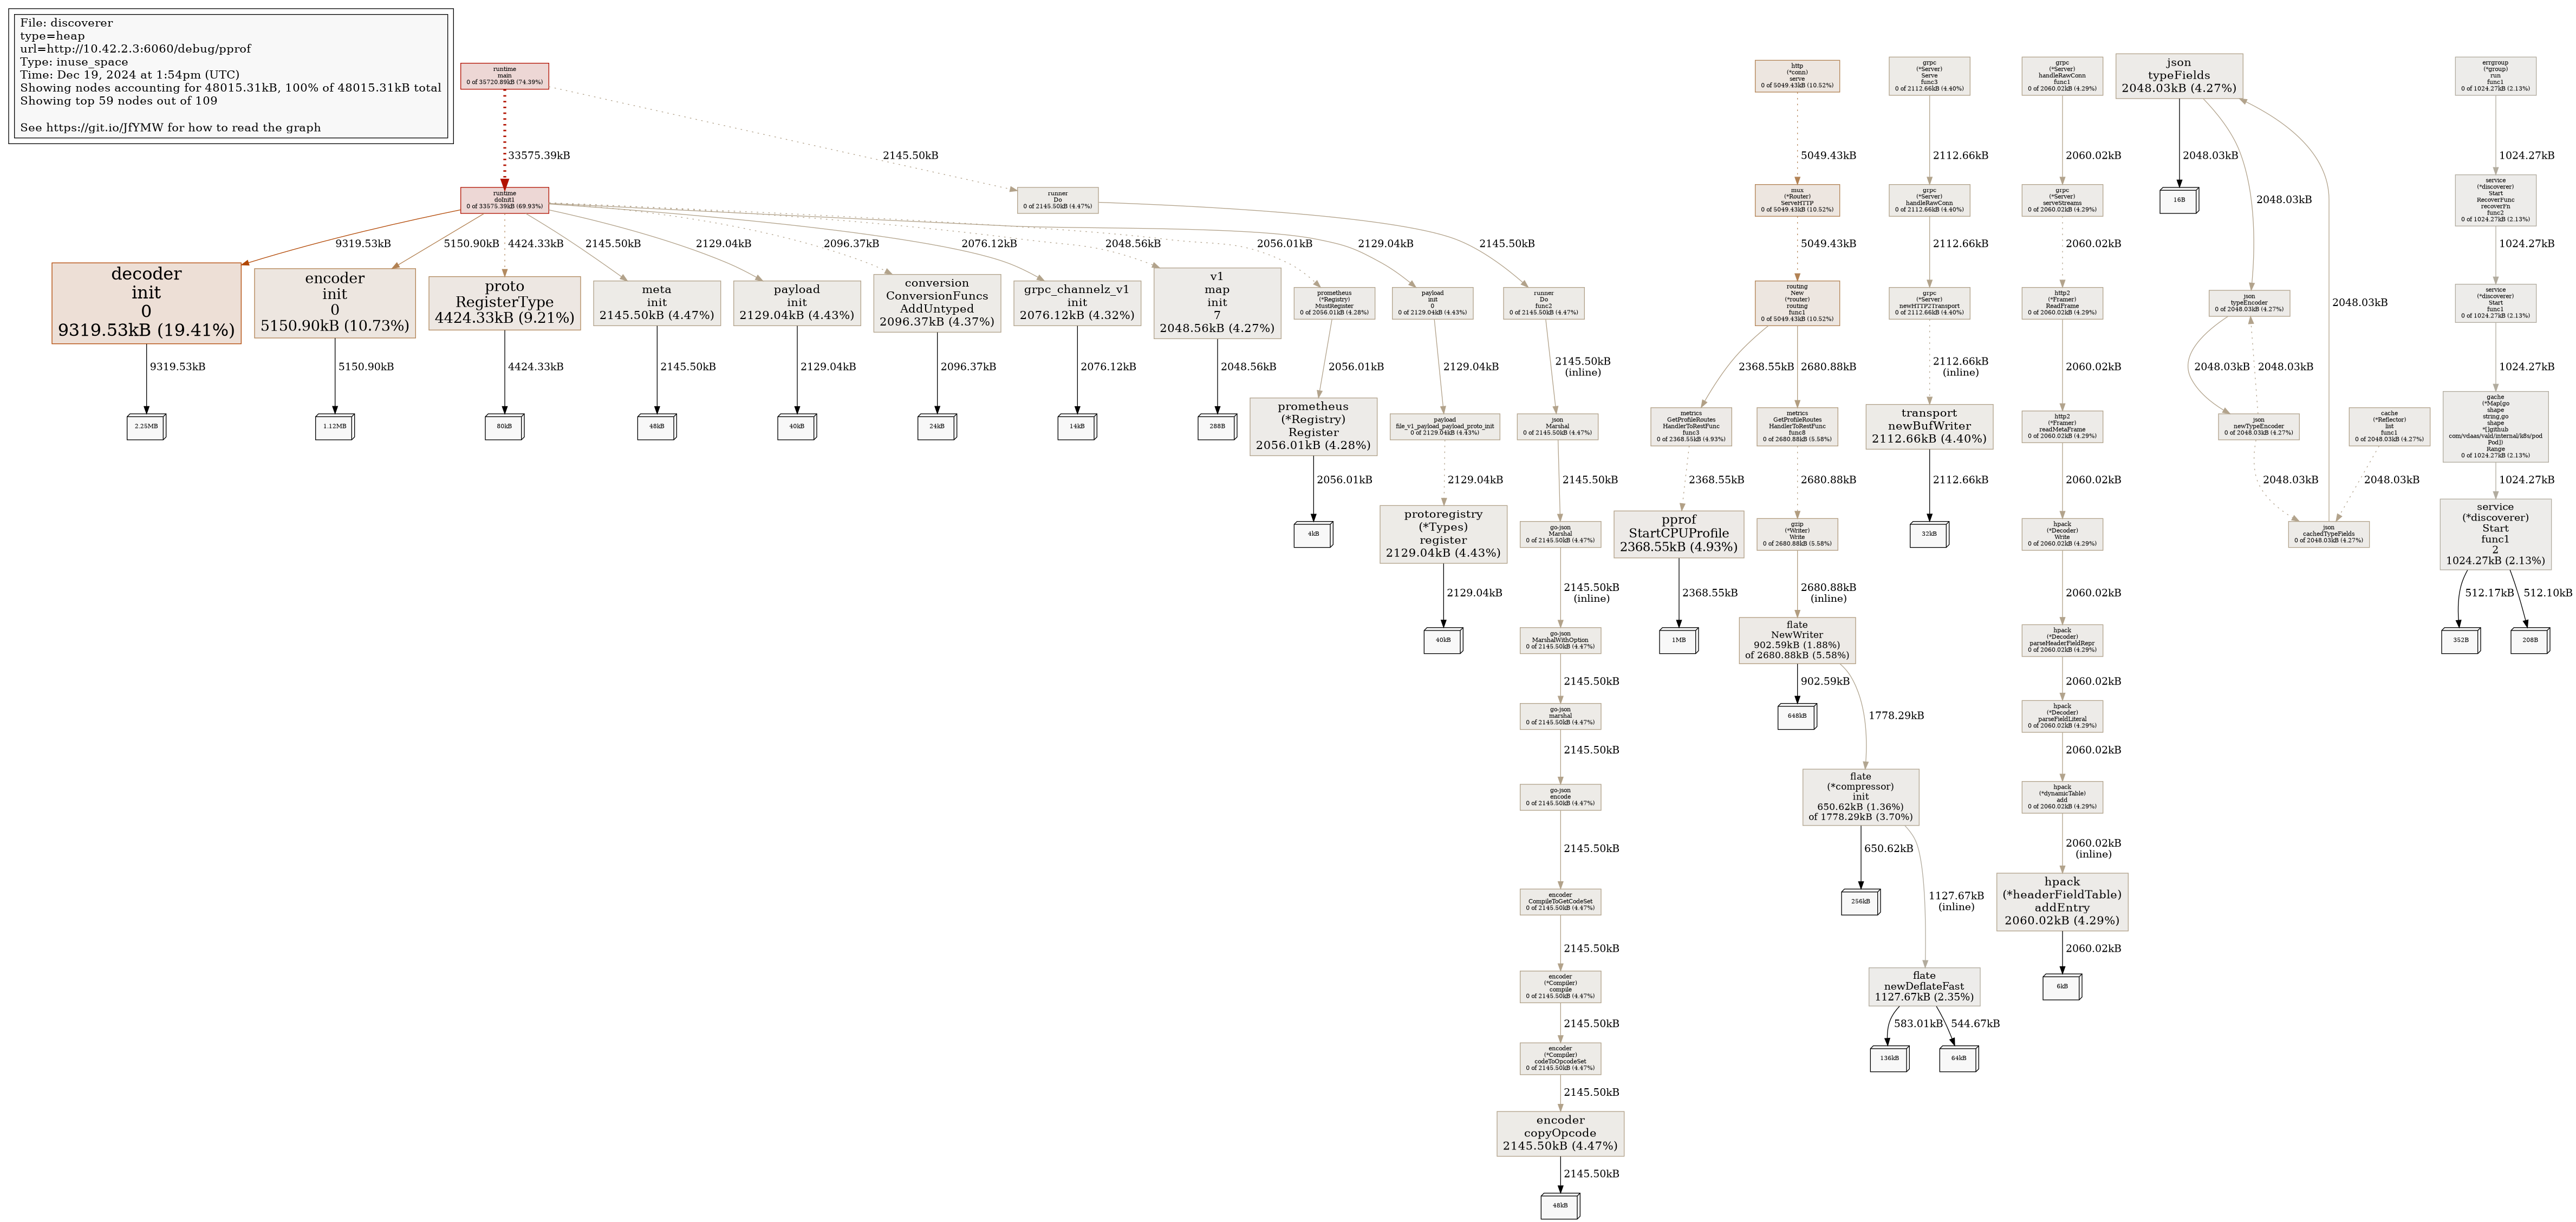 File: discoverer
type=heap
url=http://10.42.2.3:6060/debug/pprof
Type: inuse_space
Time: Dec 19, 2024 at 1:54pm (UTC)
Showing nodes accounting for 48015.31kB, 100% of 48015.31kB total
Showing top 59 nodes out of 109
See https://git.io/JfYMW for how to read the graph
runtime
main
0 of 35720.89kB (74.39%)
33575.39kB
2145.50kB
runtime
doInit1
0 of 33575.39kB (69.93%)
runner
Do
0 of 2145.50kB (4.47%)
9319.53kB
5150.90kB
4424.33kB
2145.50kB
2129.04kB
2096.37kB
2076.12kB
2048.56kB
2056.01kB
2129.04kB
2145.50kB
decoder
init
0
9319.53kB (19.41%)
9319.53kB
2.25MB
encoder
init
0
5150.90kB (10.73%)
5150.90kB
1.12MB
proto
RegisterType
4424.33kB (9.21%)
4424.33kB
80kB
meta
init
2145.50kB (4.47%)
2145.50kB
48kB
payload
init
2129.04kB (4.43%)
2129.04kB
40kB
conversion
ConversionFuncs
AddUntyped
2096.37kB (4.37%)
2096.37kB
24kB
grpc_channelz_v1
init
2076.12kB (4.32%)
2076.12kB
14kB
v1
map
init
7
2048.56kB (4.27%)
2048.56kB
288B
prometheus
(*Registry)
MustRegister
0 of 2056.01kB (4.28%)
2056.01kB
prometheus
(*Registry)
Register
2056.01kB (4.28%)
2056.01kB
4kB
payload
init
0
0 of 2129.04kB (4.43%)
2129.04kB
payload
file_v1_payload_payload_proto_init
0 of 2129.04kB (4.43%)
2129.04kB
protoregistry
(*Types)
register
2129.04kB (4.43%)
2129.04kB
40kB
runner
Do
func2
0 of 2145.50kB (4.47%)
2145.50kB
(inline)
json
Marshal
0 of 2145.50kB (4.47%)
2145.50kB
go-json
Marshal
0 of 2145.50kB (4.47%)
2145.50kB
(inline)
go-json
MarshalWithOption
0 of 2145.50kB (4.47%)
2145.50kB
go-json
marshal
0 of 2145.50kB (4.47%)
2145.50kB
go-json
encode
0 of 2145.50kB (4.47%)
2145.50kB
encoder
CompileToGetCodeSet
0 of 2145.50kB (4.47%)
2145.50kB
encoder
(*Compiler)
compile
0 of 2145.50kB (4.47%)
2145.50kB
encoder
(*Compiler)
codeToOpcodeSet
0 of 2145.50kB (4.47%)
2145.50kB
encoder
copyOpcode
2145.50kB (4.47%)
2145.50kB
48kB
http
(*conn)
serve
0 of 5049.43kB (10.52%)
5049.43kB
mux
(*Router)
ServeHTTP
0 of 5049.43kB (10.52%)
5049.43kB
routing
New
(*router)
routing
func1
0 of 5049.43kB (10.52%)
2368.55kB
2680.88kB
metrics
GetProfileRoutes
HandlerToRestFunc
func3
0 of 2368.55kB (4.93%)
2368.55kB
pprof
StartCPUProfile
2368.55kB (4.93%)
2368.55kB
1MB
metrics
GetProfileRoutes
HandlerToRestFunc
func8
0 of 2680.88kB (5.58%)
2680.88kB
gzip
(*Writer)
Write
0 of 2680.88kB (5.58%)
2680.88kB
(inline)
flate
NewWriter
902.59kB (1.88%)
of 2680.88kB (5.58%)
902.59kB
648kB
1778.29kB
flate
(*compressor)
init
650.62kB (1.36%)
of 1778.29kB (3.70%)
650.62kB
256kB
1127.67kB
(inline)
flate
newDeflateFast
1127.67kB (2.35%)
583.01kB
544.67kB
136kB
64kB
grpc
(*Server)
Serve
func3
0 of 2112.66kB (4.40%)
2112.66kB
grpc
(*Server)
handleRawConn
0 of 2112.66kB (4.40%)
2112.66kB
grpc
(*Server)
newHTTP2Transport
0 of 2112.66kB (4.40%)
2112.66kB
(inline)
transport
newBufWriter
2112.66kB (4.40%)
2112.66kB
32kB
grpc
(*Server)
handleRawConn
func1
0 of 2060.02kB (4.29%)
2060.02kB
grpc
(*Server)
serveStreams
0 of 2060.02kB (4.29%)
2060.02kB
http2
(*Framer)
ReadFrame
0 of 2060.02kB (4.29%)
2060.02kB
http2
(*Framer)
readMetaFrame
0 of 2060.02kB (4.29%)
2060.02kB
hpack
(*Decoder)
Write
0 of 2060.02kB (4.29%)
2060.02kB
hpack
(*Decoder)
parseHeaderFieldRepr
0 of 2060.02kB (4.29%)
2060.02kB
hpack
(*Decoder)
parseFieldLiteral
0 of 2060.02kB (4.29%)
2060.02kB
hpack
(*dynamicTable)
add
0 of 2060.02kB (4.29%)
2060.02kB
(inline)
hpack
(*headerFieldTable)
addEntry
2060.02kB (4.29%)
2060.02kB
6kB
json
typeFields
2048.03kB (4.27%)
2048.03kB
16B
2048.03kB
json
typeEncoder
0 of 2048.03kB (4.27%)
2048.03kB
2048.03kB
2048.03kB
json
newTypeEncoder
0 of 2048.03kB (4.27%)
2048.03kB
cache
(*Reflector)
list
func1
0 of 2048.03kB (4.27%)
2048.03kB
json
cachedTypeFields
0 of 2048.03kB (4.27%)
errgroup
(*group)
run
func1
0 of 1024.27kB (2.13%)
1024.27kB
service
(*discoverer)
Start
RecoverFunc
recoverFn
func2
0 of 1024.27kB (2.13%)
1024.27kB
service
(*discoverer)
Start
func1
0 of 1024.27kB (2.13%)
1024.27kB
gache
(*Map[go
shape
string,go
shape
*[]github
com/vdaas/vald/internal/k8s/pod
Pod])
Range
0 of 1024.27kB (2.13%)
1024.27kB
service
(*discoverer)
Start
func1
2
1024.27kB (2.13%)
512.17kB
512.10kB
352B
208B